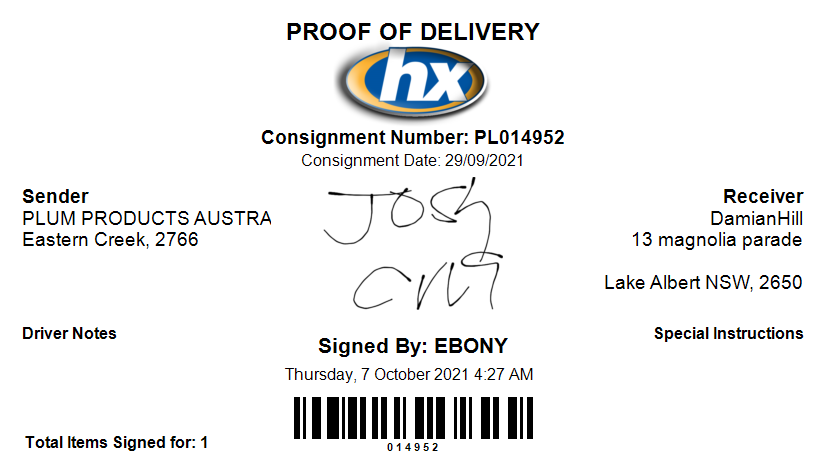 PROOF OF DELIVERY
hx
Consignment Number: PL014952
Consignment Date: 29/09/2021
Sender
PLUM PRODUCTS AUSTRA
Eastern Creek, 2766
JOSh
Receiver
DamianHill
13 magnolia parade
Lake Albert NSW, 2650
Driver Notes
Special Instructions
Signed By: EBONY
Thursday, 7 October 2021 4:27 AM
014952
Total Items Signed for: 1